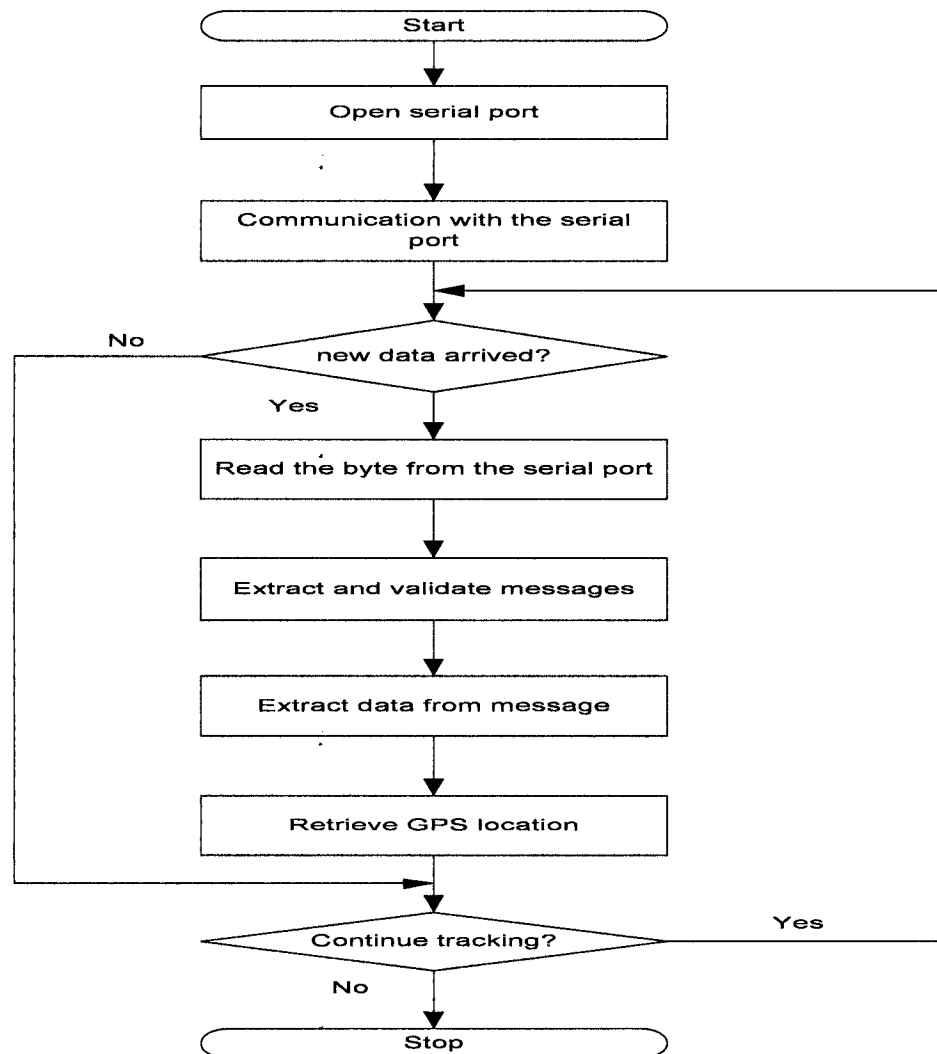 Start
Open serial port
Communication with the serial
port
No
new data arrived?
Yes
Read the byte from the serial port
Extract and validate messages
Extract data from message
Retrieve GPS location
Continue tracking?
Yes
No
Stop